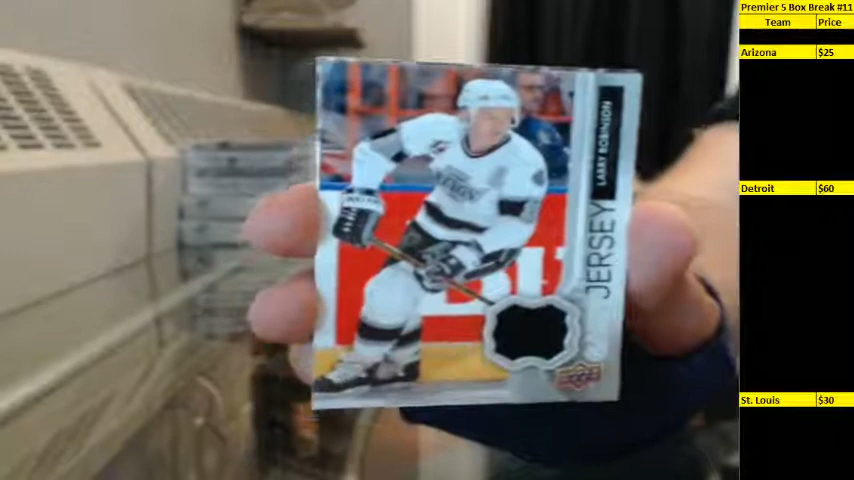 Premier 5 Box Break #11
Team Price
Arizona $25
Detroit $60
St. Louis $30
LARRY ROBINSON
JERSEY